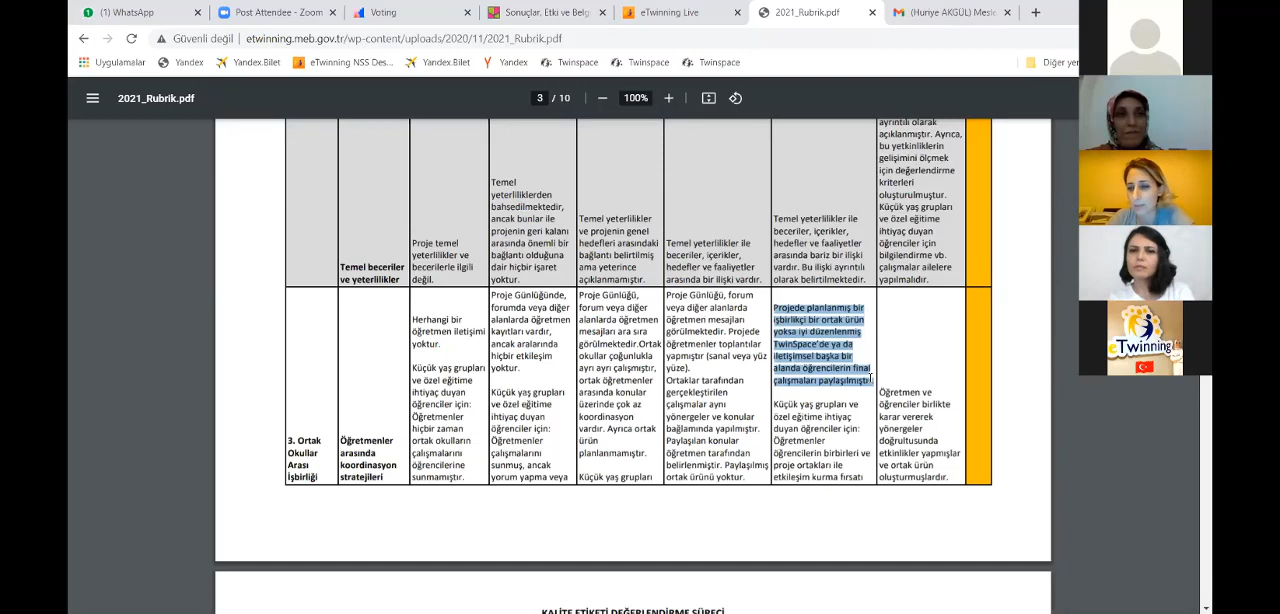 (1) WhatsApp
Post Attendee - Zoom
Voting
Sonuçlar, Etki ve Belg
eTwinning Live
2021_Rubrik.pdf
(Huriye AKGÜL) Mesl
Güvenli değil
etwinning.meb.gov.tr/wp-content/uploads/2020/11/2021_Rubrik.pdf
Uygulamalar
Yandex
Yandex.Bilet
eTwinning NSS Des...
Yandex.Bilet
Yandex
Twinspace
Twinspace
Twinspace
Diğer yer
2021_Rubrik.pdf
3 / 10
100%
Temel beceriler
ve yeterlilikler
Proje temel
yeterlilikler ve
becerilerle ilgili
değil.
Temel
yeterliliklerden
bahsedilmektedir,
ancak bunlar ile
projenin geri kalanı
arasında önemli bir
bağlantı olduğuna
dair hiçbir işaret
yoktur.
Temel yeterlilikler
ve projenin genel
hedefleri arasındaki
bağlantı belirtilmiş
ama yeterince
açıklanmamıştır.
Temel yeterlilikler ile
beceriler, içerikler,
hedefler ve faaliyetler
arasında bir ilişki vardır.
Temel yeterlilikler ile
beceriler, içerikler,
hedefler ve faaliyetler
arasında bariz bir ilişki
vardır. Bu ilişki ayrıntılı
olarak belirtilmektedir.
ayrıntılı olarak
açıklanmıştır. Ayrıca,
bu yetkinliklerin
gelişimini ölçmek
için değerlendirme
kriterleri
oluşturulmuştur.
Küçük yaş grupları
ve özel eğitime
ihtiyaç duyan
öğrenciler için
bilgilendirme vb.
çalışmalar ailelere
yapılmalıdır.
3. Ortak
Okullar
Arası
İşbirliği
Öğretmenler
arasında
koordinasyon
stratejileri
Herhangi bir
öğretmen iletişimi
yoktur.
Küçük yaş grupları
ve özel eğitime
ihtiyaç duyan
öğrenciler için:
Öğretmenler
hiçbir zaman
ortak okulların
çalışmalarını
öğrencilerine
sunmamıştır.
Proje Günlüğünde,
forumda veya diğer
alanlarda öğretmen
kayıtları vardır,
ancak aralarında
hiçbir etkileşim
yoktur.
Küçük yaş grupları
ve özel eğitime
ihtiyaç duyan
öğrenciler için:
Öğretmenler
çalışmalarını
sunmuş, ancak
yorum yapma veya
Proje Günlüğü,
forum veya diğer
alanlarda öğretmen
mesajları ara sıra
görülmektedir.Ortak
okullar çoğunlukla
ayrı ayrı çalışmıştır,
ortak öğretmenler
arasında konular
üzerinde çok az
koordinasyon
vardır. Ayrıca ortak
ürün
planlanmamıştır.
Küçük yaş grupları
Proje Günlüğü, forum
veya diğer alanlarda
öğretmen mesajları
görülmektedir. Projede
öğretmenler toplantılar
yapmıştır (sanal veya yüz
yüze).
Ortaklar tarafından
gerçekleştirilen
çalışmalar aynı
yönergeler ve konular
bağlamında yapılmıştır.
Paylaşılan konular
öğretmen tarafından
belirlenmiştir. Paylaşılmış
ortak ürünü yoktur.
Projede planlanmış bir
işbirlikçi bir ortak ürün
yoksa iyi düzenlenmiş
TwinSpace'de ya da
iletişimsel başka bir
alanda öğrencilerin final
çalışmaları paylaşılmıştır.
Küçük yaş grupları ve
özel eğitime ihtiyaç
duyan öğrenciler için:
Öğretmenler
öğrencilerin birbirleri ve
proje ortakları ile
etkileşim kurma fırsatı
Öğretmen ve
öğrenciler birlikte
karar vererek
yönergeler
doğrultusunda
etkinlikler yapmışlar
ve ortak ürün
oluşturmuşlardır.
KALİTE ETİKETİ DEĞERLENDİRME SÜRECİ
eTwinning